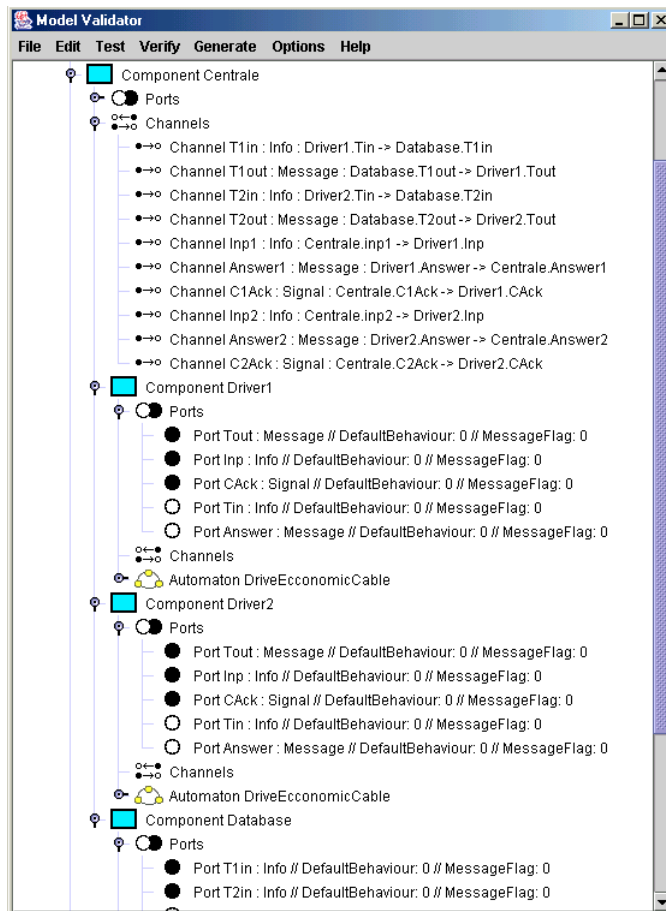 Model Validator
File Edit Test Verify Generate Options Help
Component Centrale
Ports
Channels
Channel T1in : Info : Driver1.Tin -> Database.T1in
Channel T1out : Message : Database.T1out -> Driver1.Tout
Channel T2in : Info : Driver2.Tin -> Database.T2in
Channel T2out : Message : Database.T2out -> Driver2.Tout
Channel Inp1 : Info : Centrale.inp1 -> Driver1.Inp
Channel Answer1 : Message : Driver1.Answer -> Centrale.Answer1
Channel C1Ack : Signal : Centrale.C1Ack -> Driver1.CAck
Channel Inp2 : Info : Centrale.inp2 -> Driver2.Inp
Channel Answer2 : Message : Driver2.Answer -> Centrale.Answer2
Channel C2Ack : Signal : Centrale.C2Ack -> Driver2.CAck
Component Driver1
Ports
Port Tout : Message // DefaultBehaviour: 0 // MessageFlag: 0
Port Inp : Info // DefaultBehaviour: 0 // MessageFlag: 0
Port CAck : Signal // DefaultBehaviour: 0 // MessageFlag: 0
Port Tin : Info // DefaultBehaviour: 0 // MessageFlag: 0
Port Answer : Message // DefaultBehaviour: 0 // MessageFlag: 0
Channels
Automaton DriveEcconomicCable
Component Driver2
Ports
Port Tout : Message // DefaultBehaviour: 0 // MessageFlag: 0
Port Inp : Info // DefaultBehaviour: 0 // MessageFlag: 0
Port CAck : Signal // DefaultBehaviour: 0 // MessageFlag: 0
Port Tin : Info // DefaultBehaviour: 0 // MessageFlag: 0
Port Answer : Message // DefaultBehaviour: 0 // MessageFlag: 0
Channels
Automaton DriveEcconomicCable
Component Database
Ports
Port T1in : Info // DefaultBehaviour: 0 // MessageFlag: 0
Port T2in : Info // DefaultBehaviour: 0 // MessageFlag: 0